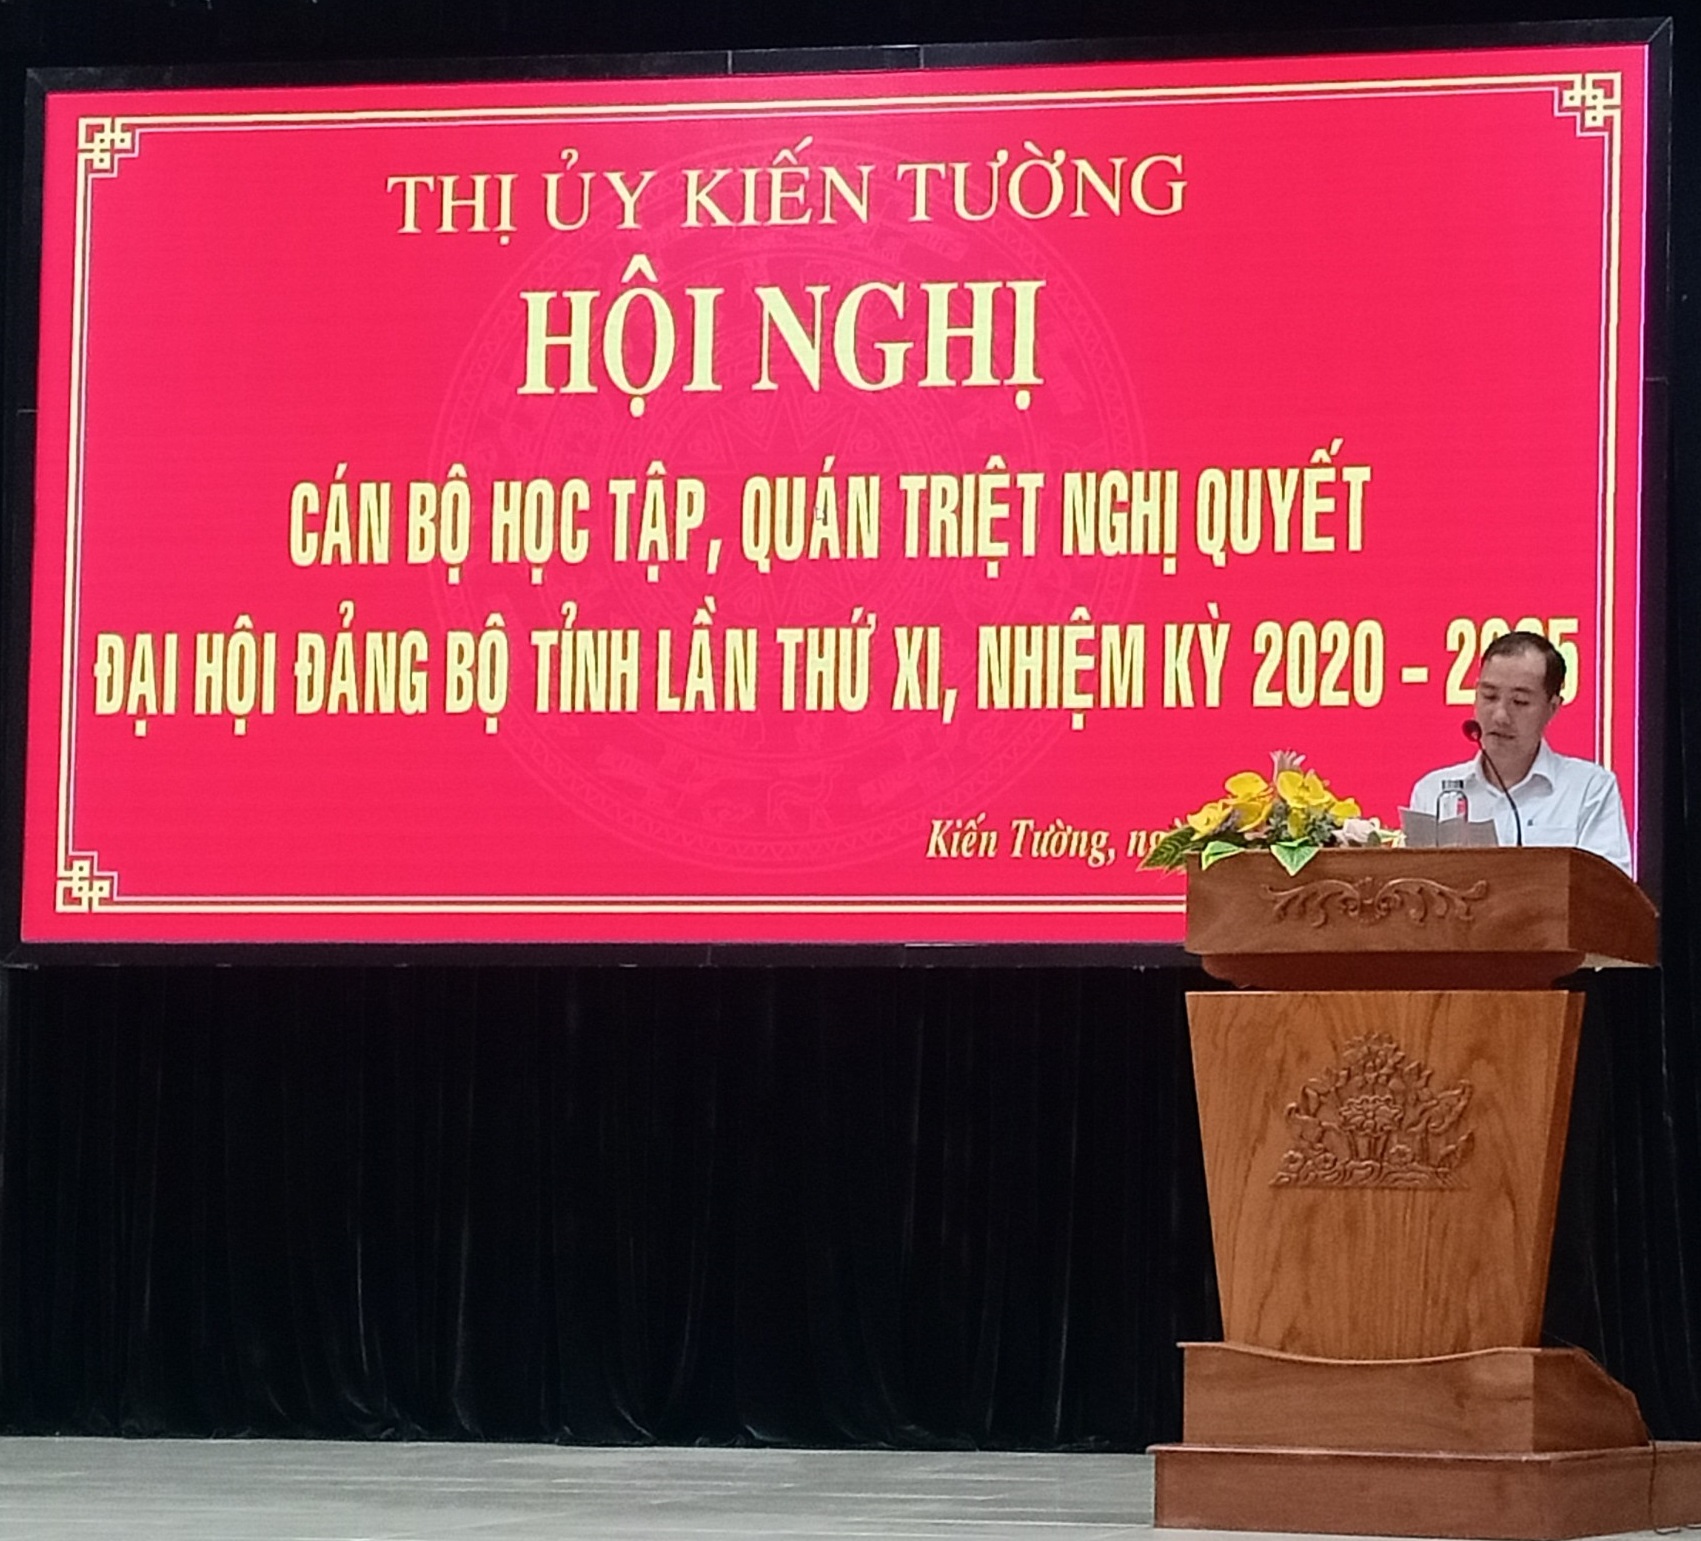 THỊ ỦY KIẾN TƯỜNG
HỘI NGHỊ
CÁN BỘ HỌC TẬP, QUÁN TRIỆT NGHỊ QUYẾT
ĐẠI HỘI ĐẢNG BỘ TỈNH LẦN THỨ XI, NHIỆM KỲ 2020 -
Kiến Tường,